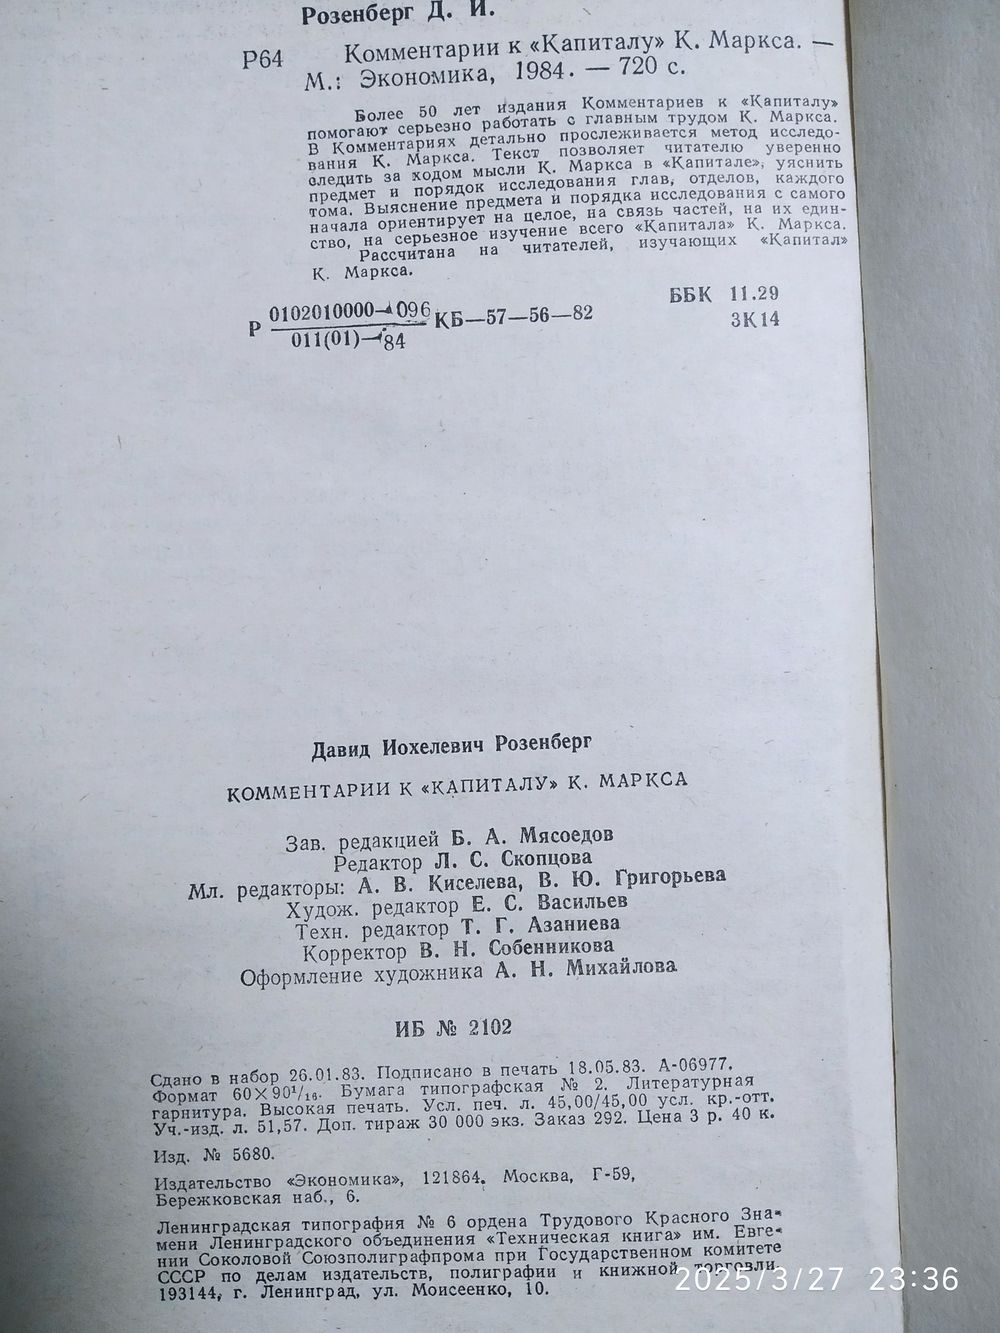 Розенберг Д. И.
Р64 Комментарии к «Капиталу» К. Маркса. —
М.: Экономика, 1984. — 720 с.
Более 50 лет издания Комментариев к «Капиталу»
помогают серьезно работать с главным трудом К. Маркса.
В Комментариях детально прослеживается метод исследо-
вания К. Маркса. Текст позволяет читателю уверенно
следить за ходом мысли К. Маркса в «Капитале», уяснить
предмет и порядок исследования глав, отделов, каждого
тома. Выяснение предмета и порядка исследования с самого
начала ориентирует на целое, на связь частей, на их един-
ство, на серьезное изучение всего «Капитала» К. Маркса.
Рассчитана на читателей, изучающих «Капитал»
К. Маркса.
Р 0102010000—096 КБ—57—56—82
011(01)—84
ББК 11.29
3К14
Давид Иохелевич Розенберг
КОММЕНТАРИИ К «КАПИТАЛУ» К. МАРКСА
Зав. редакцией Б. А. Мясоедов
Редактор Л. С. Скопцова
Мл. редакторы: А. В. Киселева, В. Ю. Григорьева
Худож. редактор Е. С. Васильев
Техн. редактор Т. Г. Азаниева
Корректор В. Н. Собенникова
Оформление художника А. Н. Михайлова
ИБ № 2102
Сдано в набор 26.01.83. Подписано в печать 18.05.83. А-06977.
Формат 60×90¹/₁₆. Бумага типографская № 2. Литературная
гарнитура. Высокая печать. Усл. печ. л. 45,00/45,00 усл. кр.-отт.
Уч.-изд. л. 51,57. Доп. тираж 30 000 экз. Заказ 292. Цена 3 р. 40 к.
Изд. № 5680.
Издательство «Экономика», 121864, Москва, Г-59,
Бережковская наб., 6.
Ленинградская типография № 6 ордена Трудового Красного Зна-
мени Ленинградского объединения «Техническая книга» им. Евге-
нии Соколовой Союзполиграфпрома при Государственном комитете
СССР по делам издательств, полиграфии и книжной торговли.
193144, г. Ленинград, ул. Моисеенко, 10.
2025/3/27 23:36